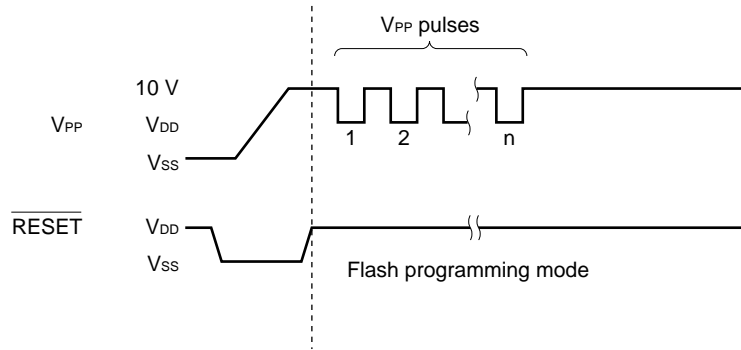 VPP pulses
10 V
VPP
VDD
VSS
1 2 n
RESET
VDD
VSS
Flash programming mode